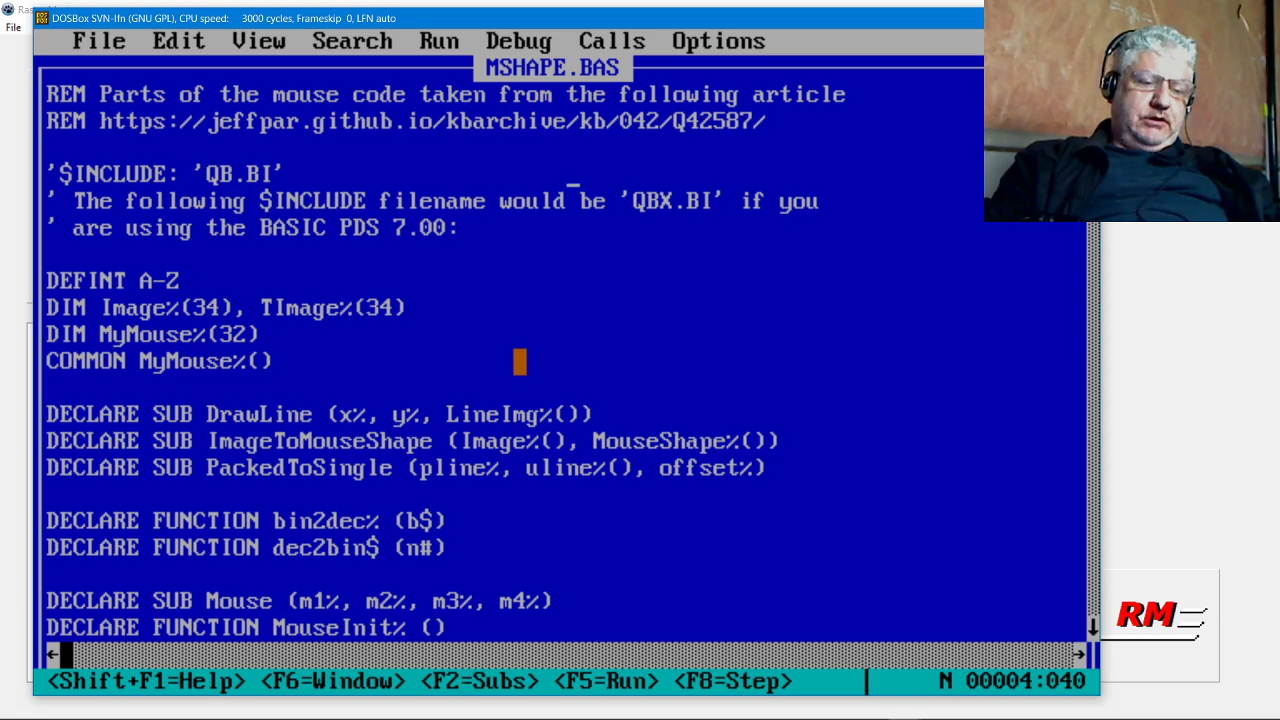 Ra
File
DOSBox SVN-lfn (GNU GPL), CPU speed: 3000 cycles, Frameskip 0, LFN auto
File Edit View Search Run Debug Calls Options
MSHAPE.BAS
REM Parts of the mouse code taken from the following article
REM https://jeffpar.github.io/kbarchive/kb/042/Q42587/
'$INCLUDE: 'QB.BI'
' The following $INCLUDE filename would be 'QBX.BI' if you
' are using the BASIC PDS 7.00:
DEFINT A-Z
DIM Image%(34), TImage%(34)
DIM MyMouse%(32)
COMMON MyMouse%()
DECLARE SUB DrawLine (x%, y%, LineImg%())
DECLARE SUB ImageToMouseShape (Image%(), MouseShape%())
DECLARE SUB PackedToSingle (pline%, uline%(), offset%)
DECLARE FUNCTION bin2dec% (b$)
DECLARE FUNCTION dec2bin$ (n#)
DECLARE SUB Mouse (m1%, m2%, m3%, m4%)
DECLARE FUNCTION MouseInit% ()
RM
<Shift+F1=Help> <F6=Window> <F2=Subs> <F5=Run> <F8=Step> N 00004:040